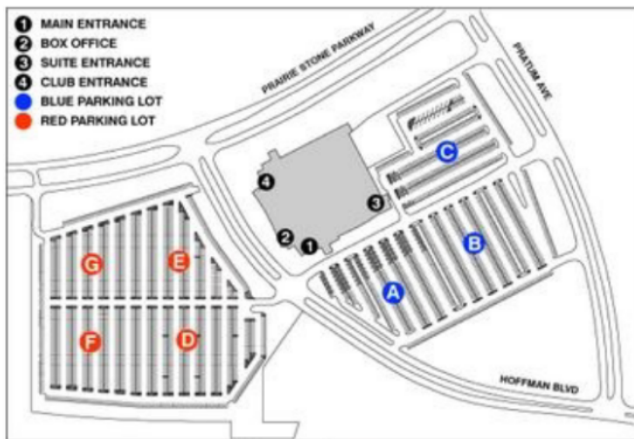 1 MAIN ENTRANCE
2 BOX OFFICE
3 SUITE ENTRANCE
4 CLUB ENTRANCE
BLUE PARKING LOT
RED PARKING LOT
PRAIRIE STONE PARKWAY
PRATUM AVE
C
4
3
B
2
1
G
E
A
F
D
HOFFMAN BLVD